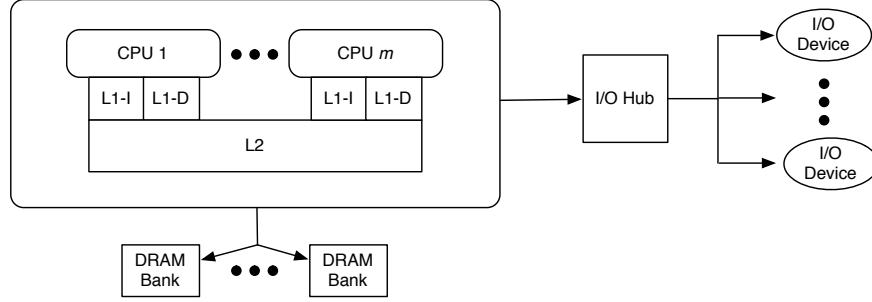 CPU 1
CPU m
L1-I
L1-D
L1-I
L1-D
L2
I/O Hub
I/O
Device
I/O
Device
DRAM
Bank
DRAM
Bank